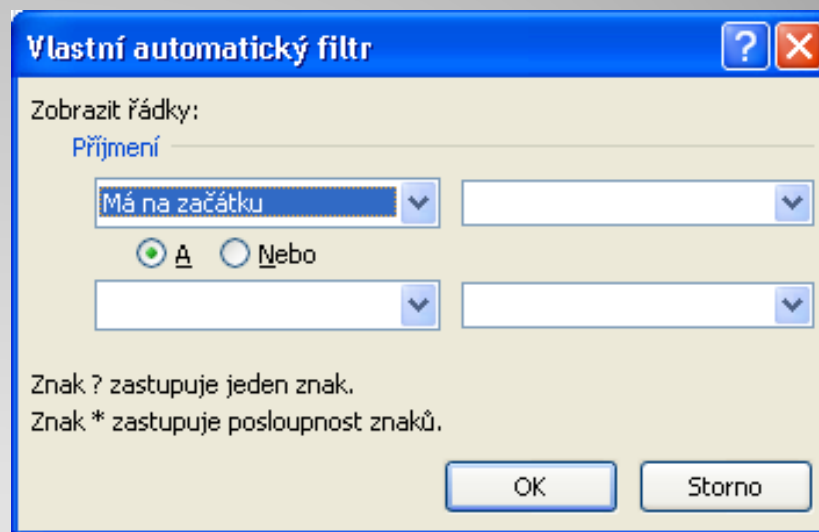 Vlastní automatický filtr
Zobrazit řádky:
Příjmení
Má na začátku
A Nebo
Znak ? zastupuje jeden znak.
Znak * zastupuje posloupnost znaků.
OK Storno